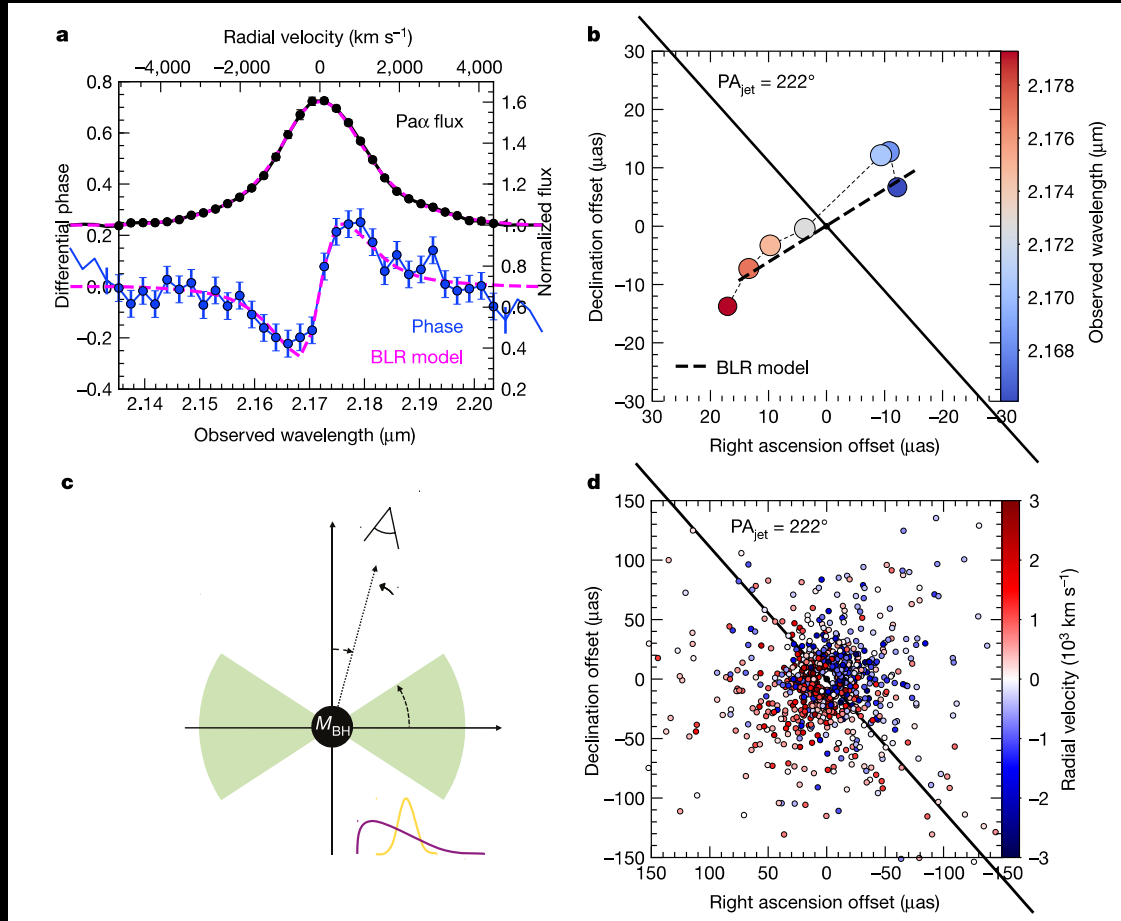 a
Radial velocity (km s⁻¹)
−4,000 −2,000 0 2,000 4,000
0.8
0.6
0.4
0.2
0.0
−0.2
−0.4
Differential phase
1.6
1.4
1.2
1.0
0.8
0.6
0.4
0.2
Normalized flux
Paα flux
Phase
BLR model
2.14 2.15 2.16 2.17 2.18 2.19 2.20
Observed wavelength (μm)
b
PA_jet = 222°
30
20
10
0
−10
−20
−30
Declination offset (μas)
BLR model
30 20 10 0 −10 −20 −30
Right ascension offset (μas)
2.178
2.176
2.174
2.172
2.170
2.168
Observed wavelength (μm)
c
M_BH
d
PA_jet = 222°
150
100
50
0
−50
−100
−150
Declination offset (μas)
150 100 50 0 −50 −100 −150
Right ascension offset (μas)
3
2
1
0
−1
−2
−3
Radial velocity (10³ km s⁻¹)